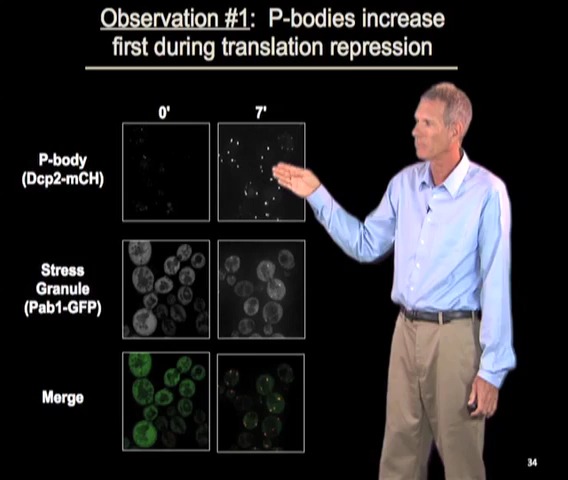 Observation #1: P-bodies increase
first during translation repression
0' 7'
P-body
(Dcp2-mCH)
Stress
Granule
(Pab1-GFP)
Merge
34